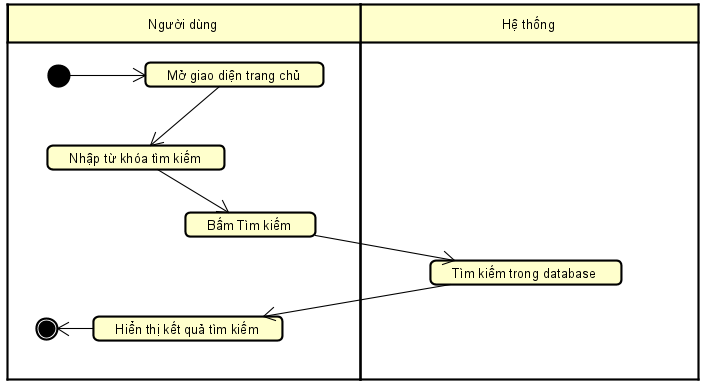 Người dùng
Hệ thống
Mở giao diện trang chủ
Nhập từ khóa tìm kiếm
Bấm Tìm kiếm
Tìm kiếm trong database
Hiển thị kết quả tìm kiếm